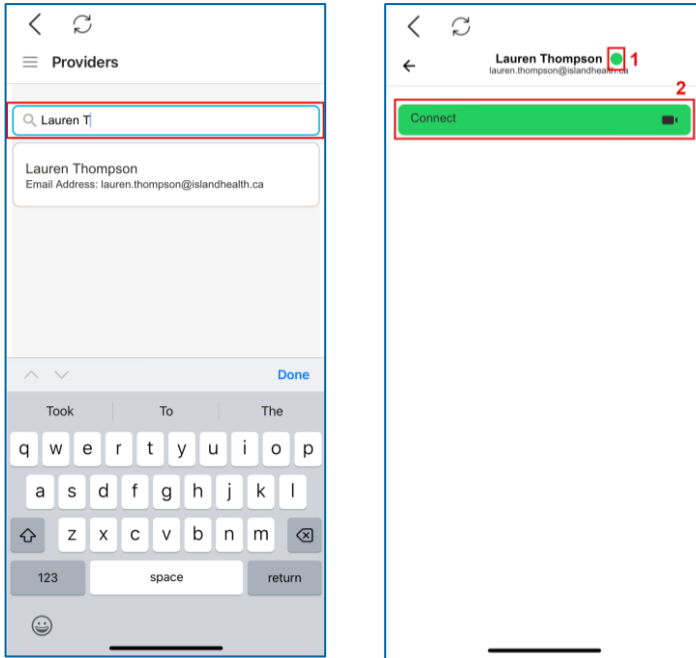 Providers
Lauren T
Lauren Thompson
Email Address: lauren.thompson@islandhealth.ca
Done
Took To The
q w e r t y u i o p
a s d f g h j k l
z x c v b n m
123 space return
Lauren Thompson 1
lauren.thompson@islandhealth.ca
2
Connect